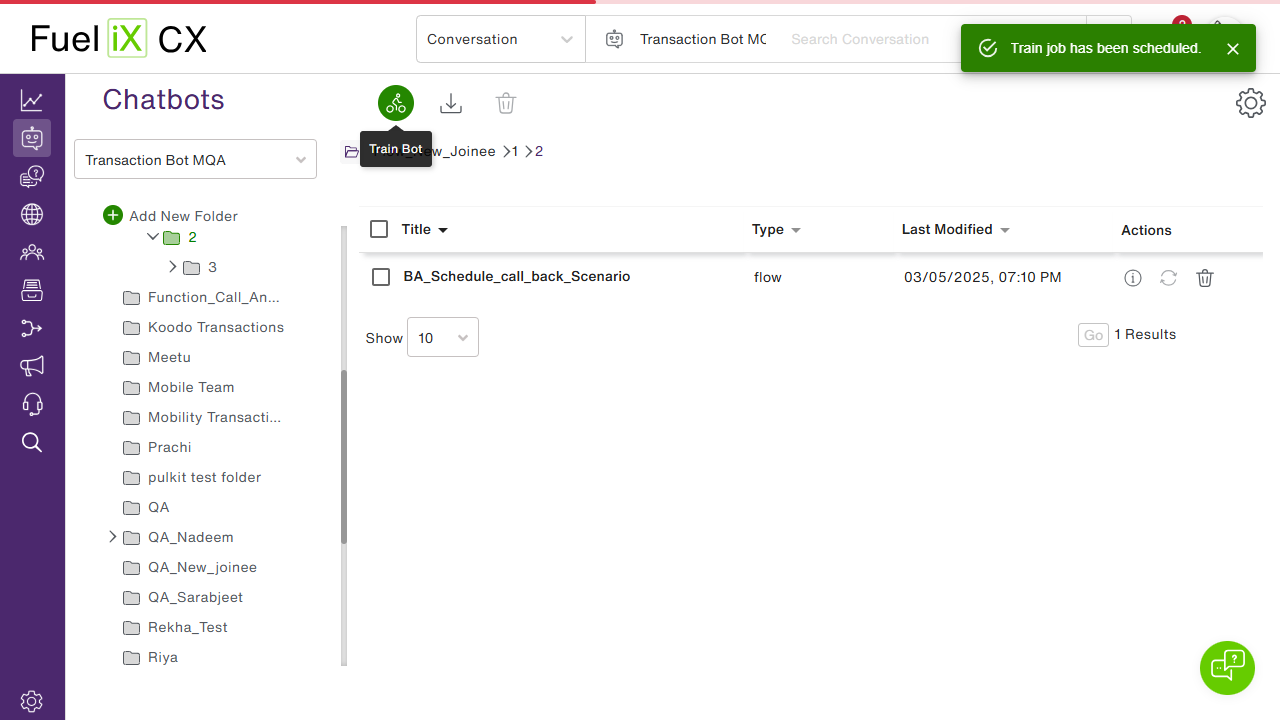 Fuel iX CX
Conversation
Transaction Bot MQ
Search Conversation
Train job has been scheduled.
Chatbots
Train Bot
New_Joinee
1
2
Transaction Bot MQA
Add New Folder
2
3
Function_Call_An...
Koodo Transactions
Meetu
Mobile Team
Mobility Transacti...
Prachi
pulkit test folder
QA
QA_Nadeem
QA_New_joinee
QA_Sarabjeet
Rekha_Test
Riya
Title
Type
Last Modified
Actions
BA_Schedule_call_back_Scenario
flow
03/05/2025, 07:10 PM
Show
10
Go
1 Results